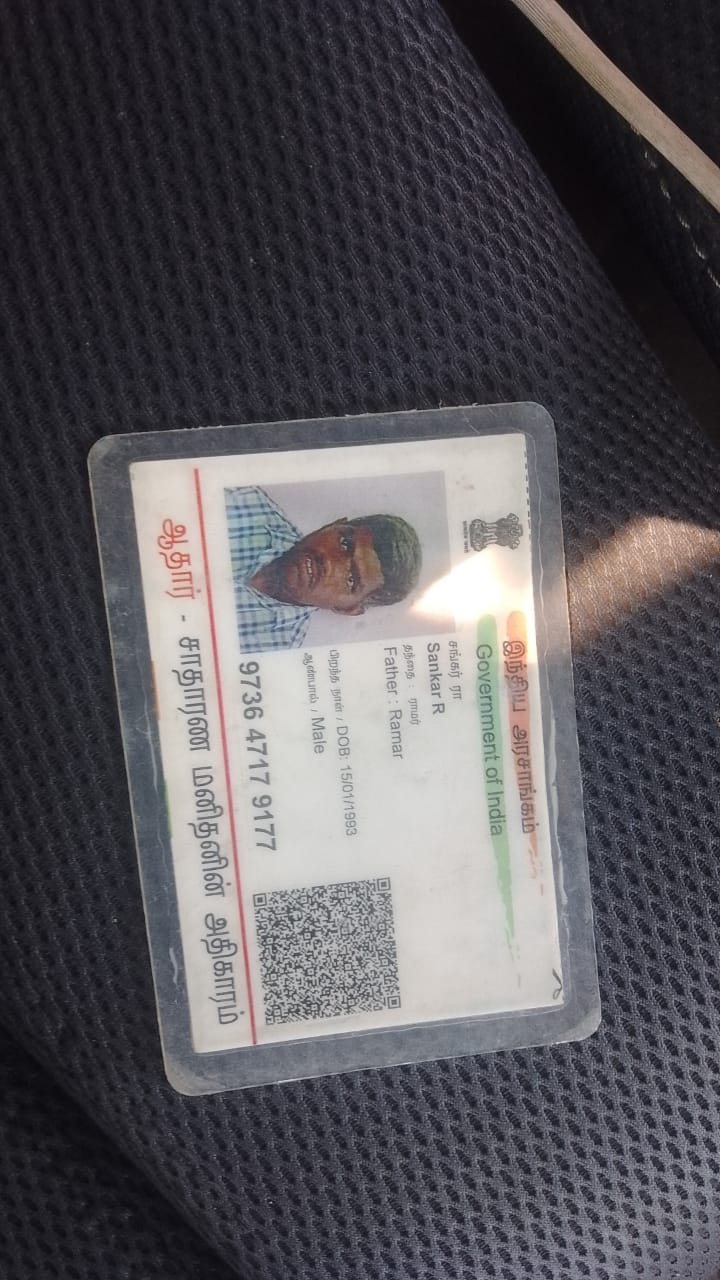 இந்திய அரசாங்கம்
Government of India
சங்கர் ரா
Sankar R
தந்தை : ராமர்
Father : Ramar
பிறந்த நாள் / DOB: 15/01/1993
ஆண்பால் / Male
9736 4717 9177
ஆதார் - சாதாரண மனிதனின் அதிகாரம்